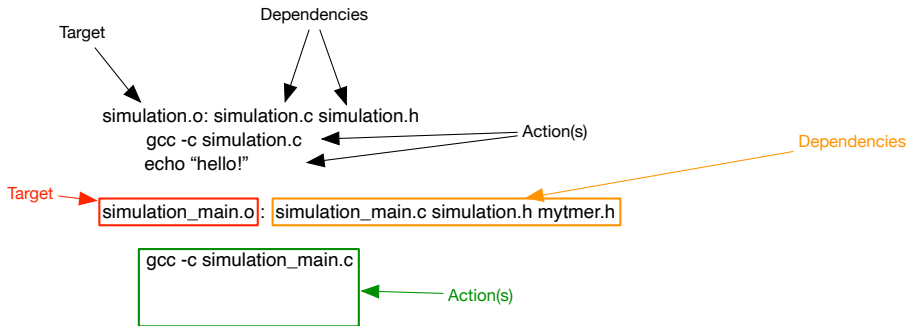 Dependencies
Target
simulation.o: simulation.c simulation.h
gcc -c simulation.c
Action(s)
echo “hello!”
Dependencies
Target
simulation_main.o : simulation_main.c simulation.h mytmer.h
gcc -c simulation_main.c
Action(s)